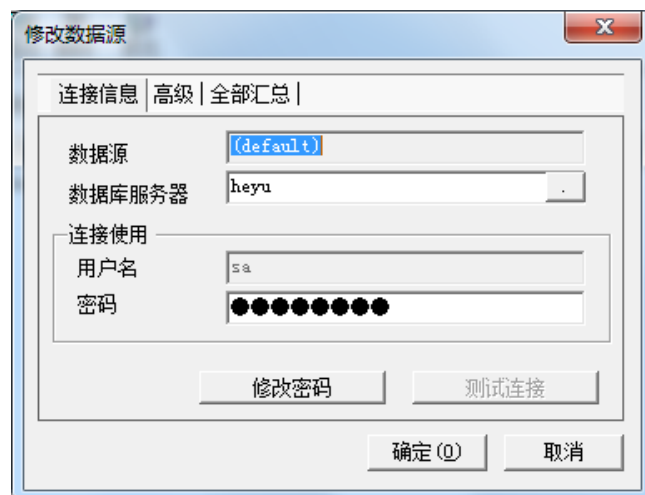 修改数据源
连接信息 高级 全部汇总
数据源 (default)
数据库服务器 heyu .
连接使用
用户名 sa
密码 ●●●●●●●●
修改密码 测试连接
确定(O) 取消